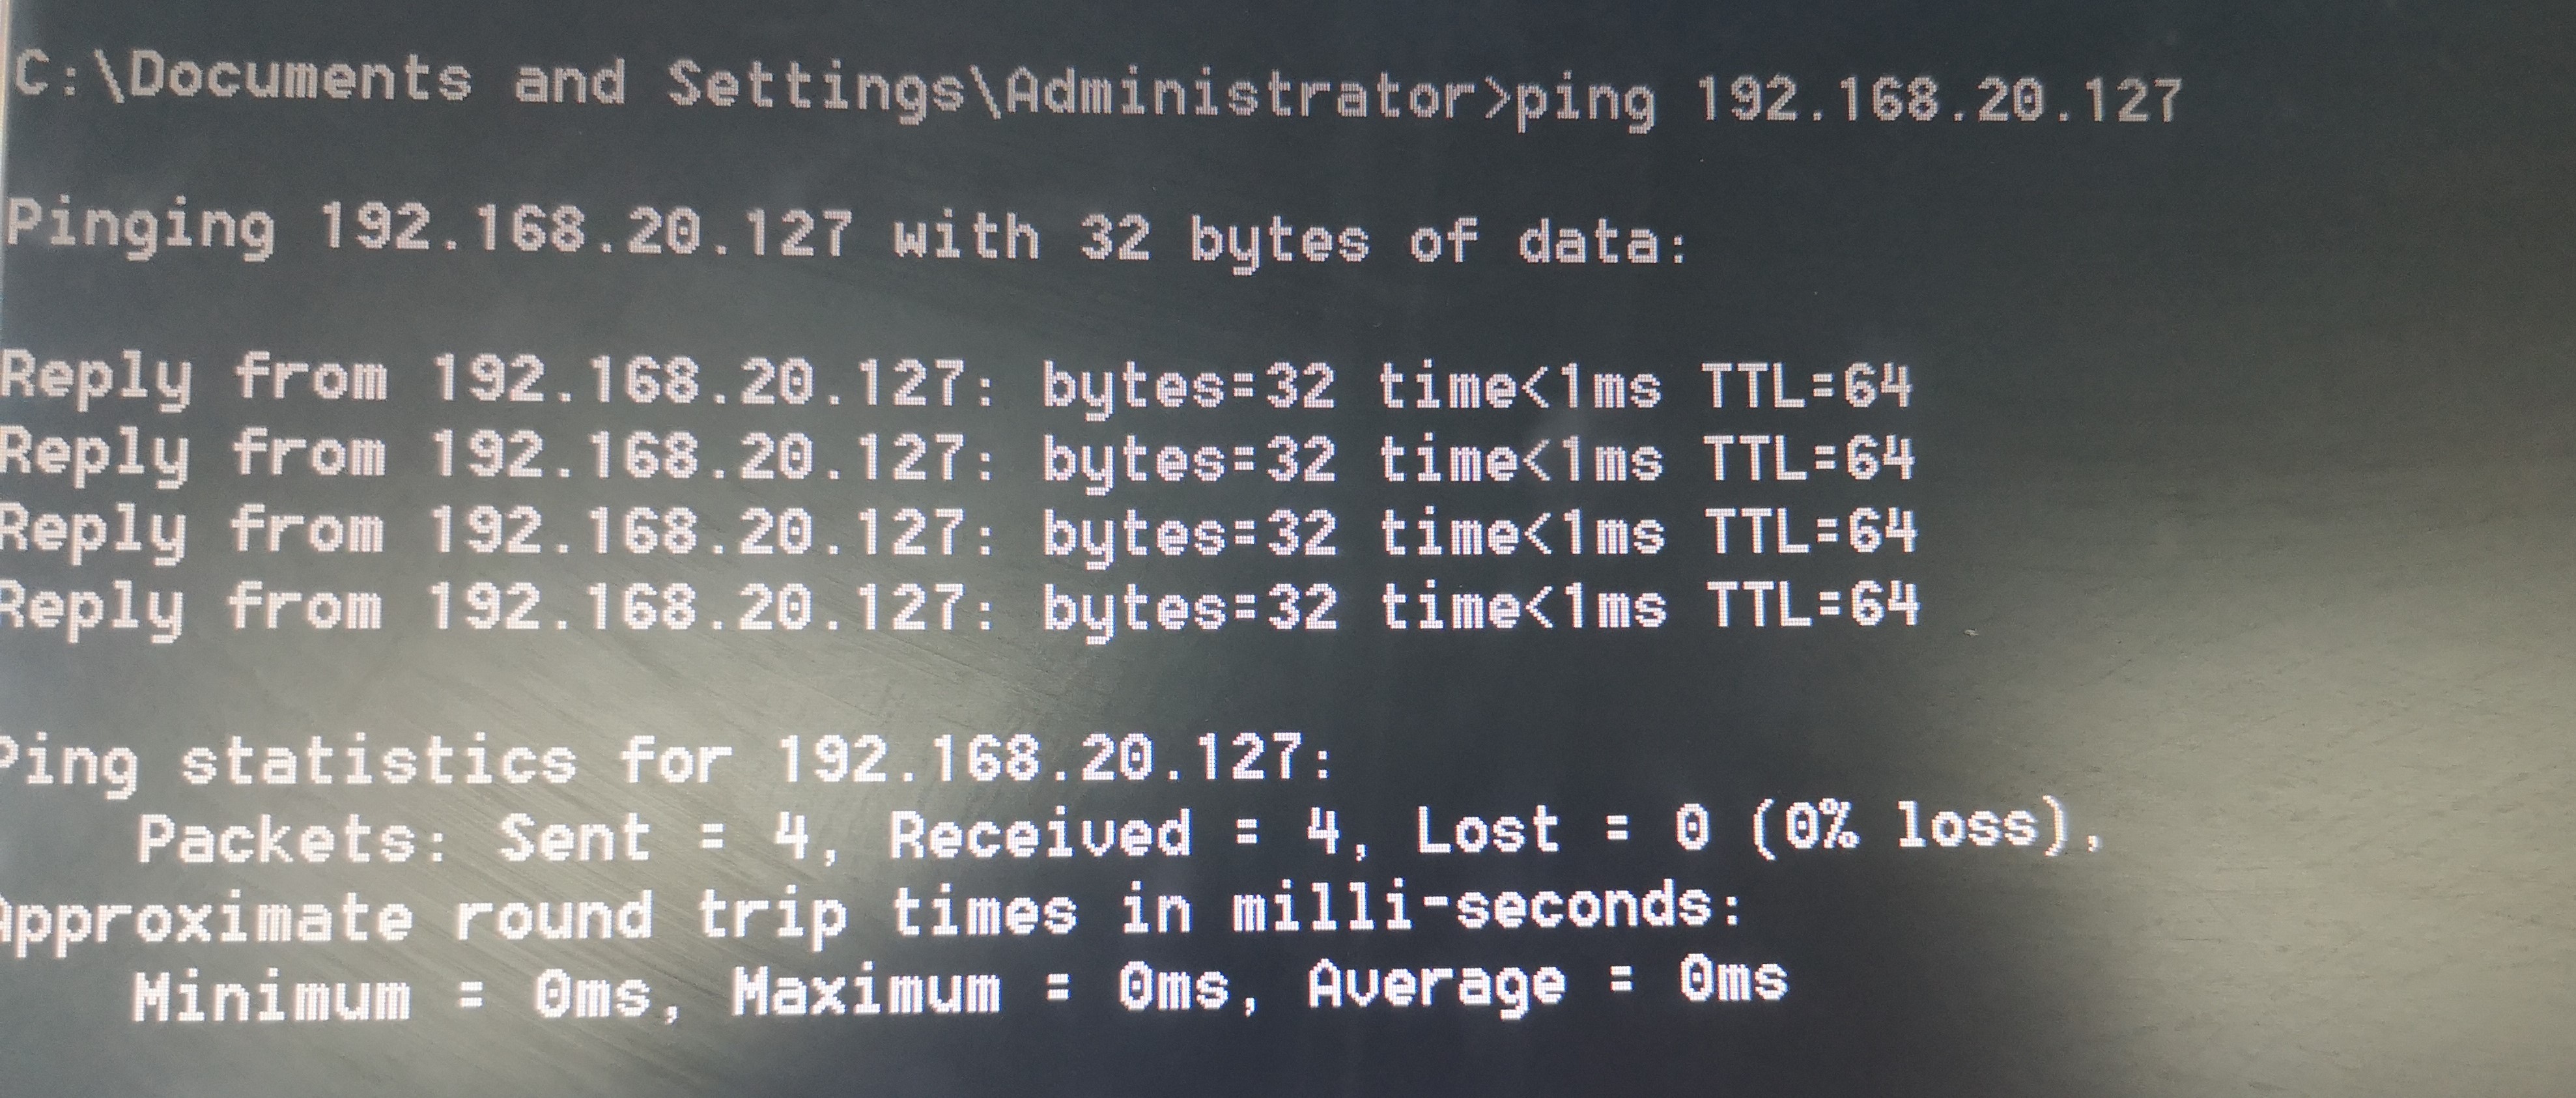 C:\Documents and Settings\Administrator>ping 192.168.20.127
Pinging 192.168.20.127 with 32 bytes of data:
Reply from 192.168.20.127: bytes=32 time<1ms TTL=64
Reply from 192.168.20.127: bytes=32 time<1ms TTL=64
Reply from 192.168.20.127: bytes=32 time<1ms TTL=64
Reply from 192.168.20.127: bytes=32 time<1ms TTL=64
Ping statistics for 192.168.20.127:
Packets: Sent = 4, Received = 4, Lost = 0 (0% loss),
Approximate round trip times in milli-seconds:
Minimum = 0ms, Maximum = 0ms, Average = 0ms